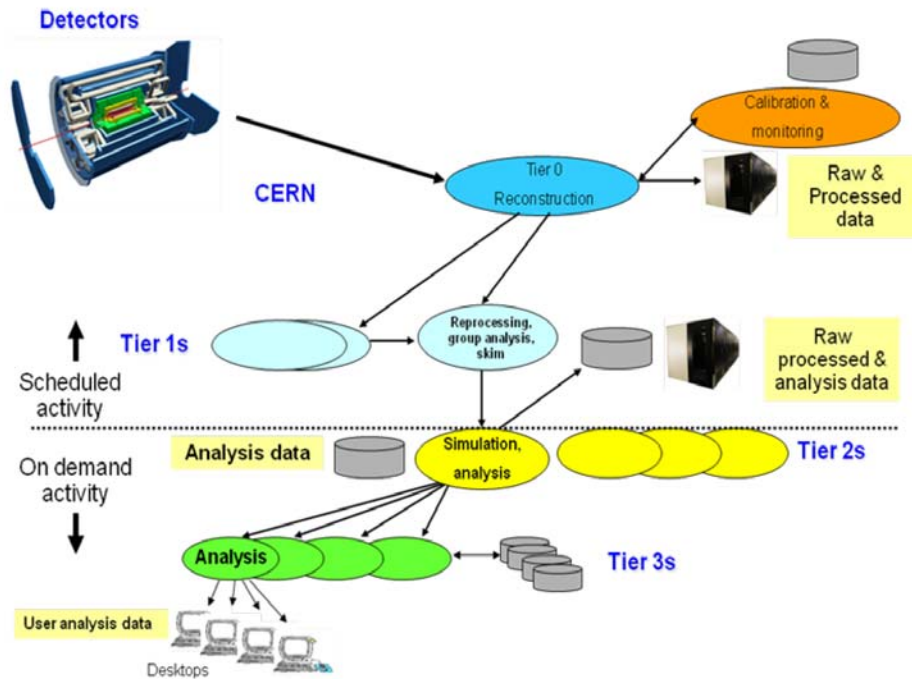 Detectors
Calibration &
monitoring
Tier 0
Reconstruction
CERN
Raw &
Processed
data
Tier 1s
Reprocessing,
group analysis,
skim
Raw
processed &
analysis data
Scheduled
activity
Analysis data
Simulation,
analysis
Tier 2s
On demand
activity
Analysis
Tier 3s
User analysis data
Desktops